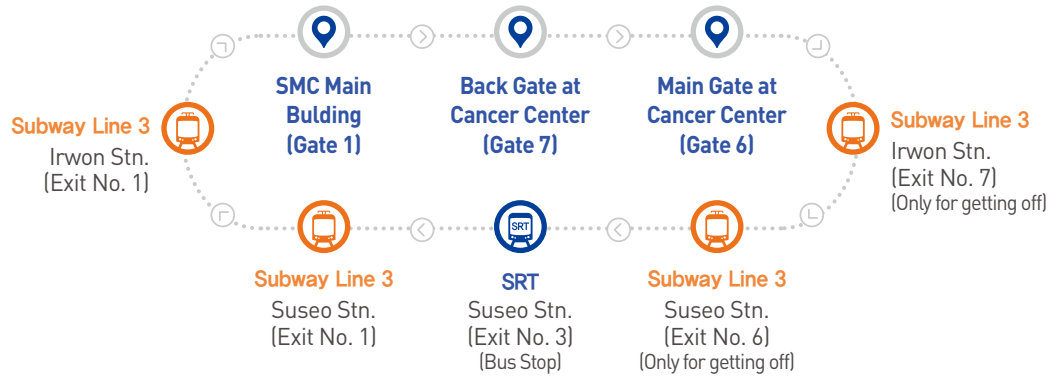 SMC Main
Bulding
(Gate 1)
Back Gate at
Cancer Center
(Gate 7)
Main Gate at
Cancer Center
(Gate 6)
Subway Line 3
Irwon Stn.
(Exit No. 1)
Subway Line 3
Irwon Stn.
(Exit No. 7)
(Only for getting off)
Subway Line 3
Suseo Stn.
(Exit No. 1)
SRT
SRT
Suseo Stn.
(Exit No. 3)
(Bus Stop)
Subway Line 3
Suseo Stn.
(Exit No. 6)
(Only for getting off)